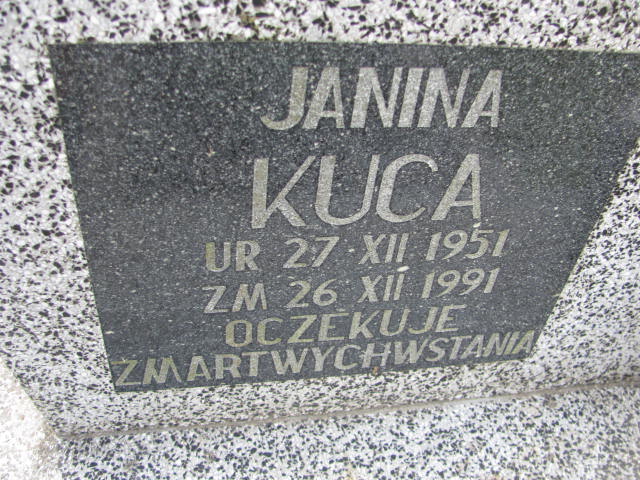 JANINA
KUCA
UR 27·XII 1951
ZM 26 XII 1991
OCZEKUJE
ZMARTWYCHWSTANIA